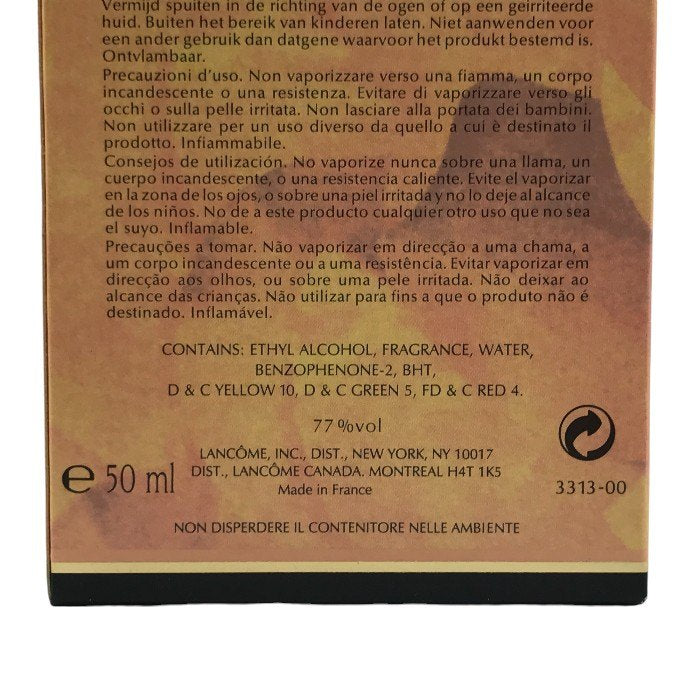 Vermijd spuiten in de richting van de ogen of op een geïrriteerde
huid. Buiten het bereik van kinderen laten. Niet aanwenden voor
een ander gebruik dan datgene waarvoor het produkt bestemd is.
Ontvlambaar.
Precauzioni d'uso. Non vaporizzare verso una fiamma, un corpo
incandescente o una resistenza. Evitare di vaporizzare verso gli
occhi o sulla pelle irritata. Non lasciare alla portata dei bambini.
Non utilizzare per un uso diverso da quello a cui è destinato il
prodotto. Infiammabile.
Consejos de utilización. No vaporize nunca sobre una llama, un
cuerpo incandescente, o una resistencia caliente. Evite el vaporizar
en la zona de los ojos, o sobre una piel irritada y no lo deje al alcance
de los niños. No de a este producto cualquier otro uso que no sea
el suyo. Inflamable.
Precauções a tomar. Não vaporizar em direcção a uma chama, a
um corpo incandescente ou a uma resistência. Evitar vaporizar em
direcção aos olhos, ou sobre uma pele irritada. Não deixar ao
alcance das crianças. Não utilizar para fins a que o produto não é
destinado. Inflamável.
CONTAINS: ETHYL ALCOHOL, FRAGRANCE, WATER,
BENZOPHENONE-2, BHT,
D & C YELLOW 10, D & C GREEN 5, FD & C RED 4.
77%vol
LANCÔME, INC., DIST., NEW YORK, NY 10017
DIST., LANCÔME CANADA. MONTREAL H4T 1K5
Made in France
e 50 ml
3313-00
NON DISPERDERE IL CONTENITORE NELLE AMBIENTE